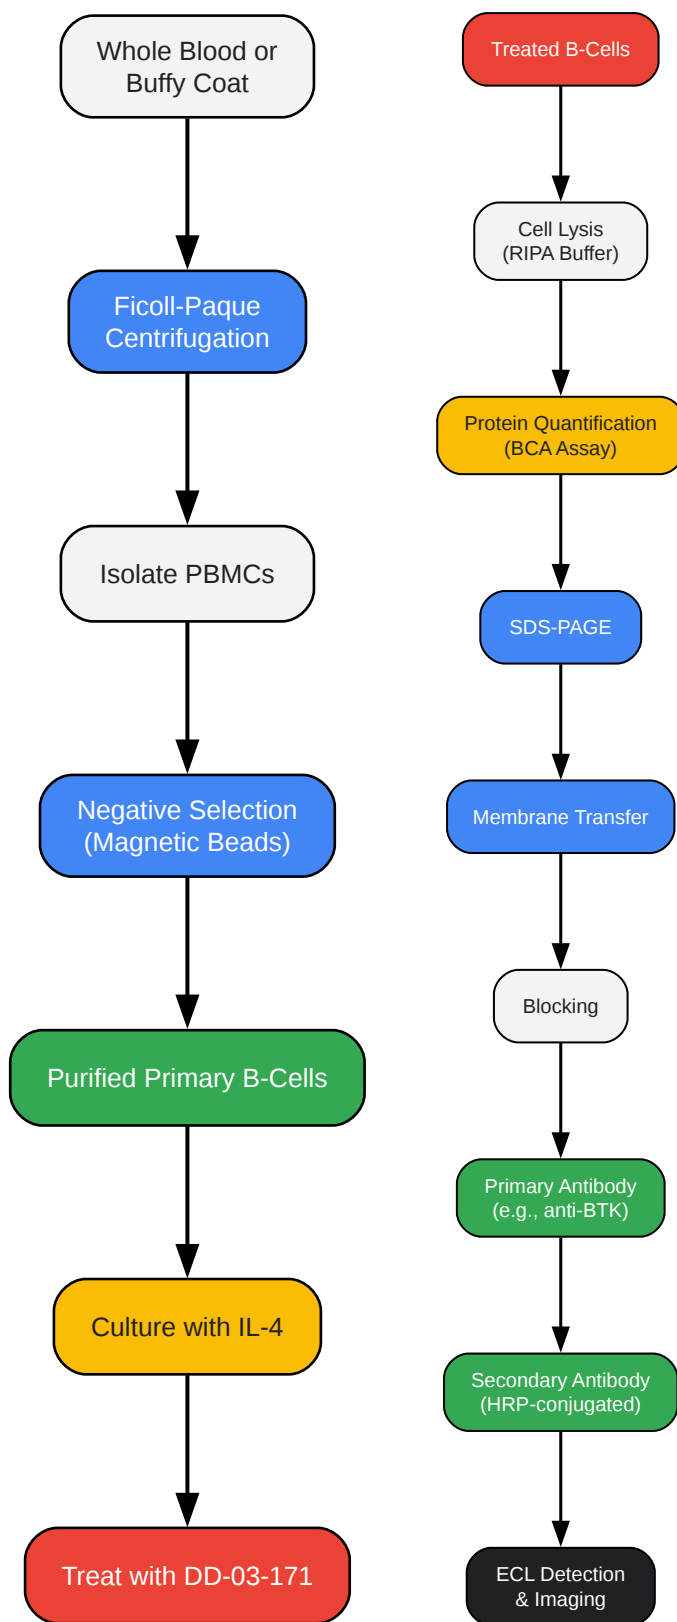 Whole Blood or
Buffy Coat
Ficoll-Paque
Centrifugation
Isolate PBMCs
Negative Selection
(Magnetic Beads)
Purified Primary B-Cells
Culture with IL-4
Treat with DD-03-171
Treated B-Cells
Cell Lysis
(RIPA Buffer)
Protein Quantification
(BCA Assay)
SDS-PAGE
Membrane Transfer
Blocking
Primary Antibody
(e.g., anti-BTK)
Secondary Antibody
(HRP-conjugated)
ECL Detection
& Imaging